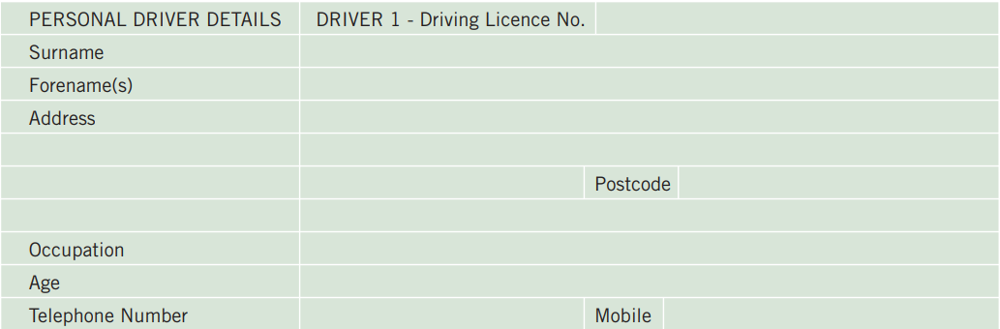 PERSONAL DRIVER DETAILS DRIVER 1 - Driving Licence No.
Surname
Forename(s)
Address
Postcode
Occupation
Age
Telephone Number Mobile